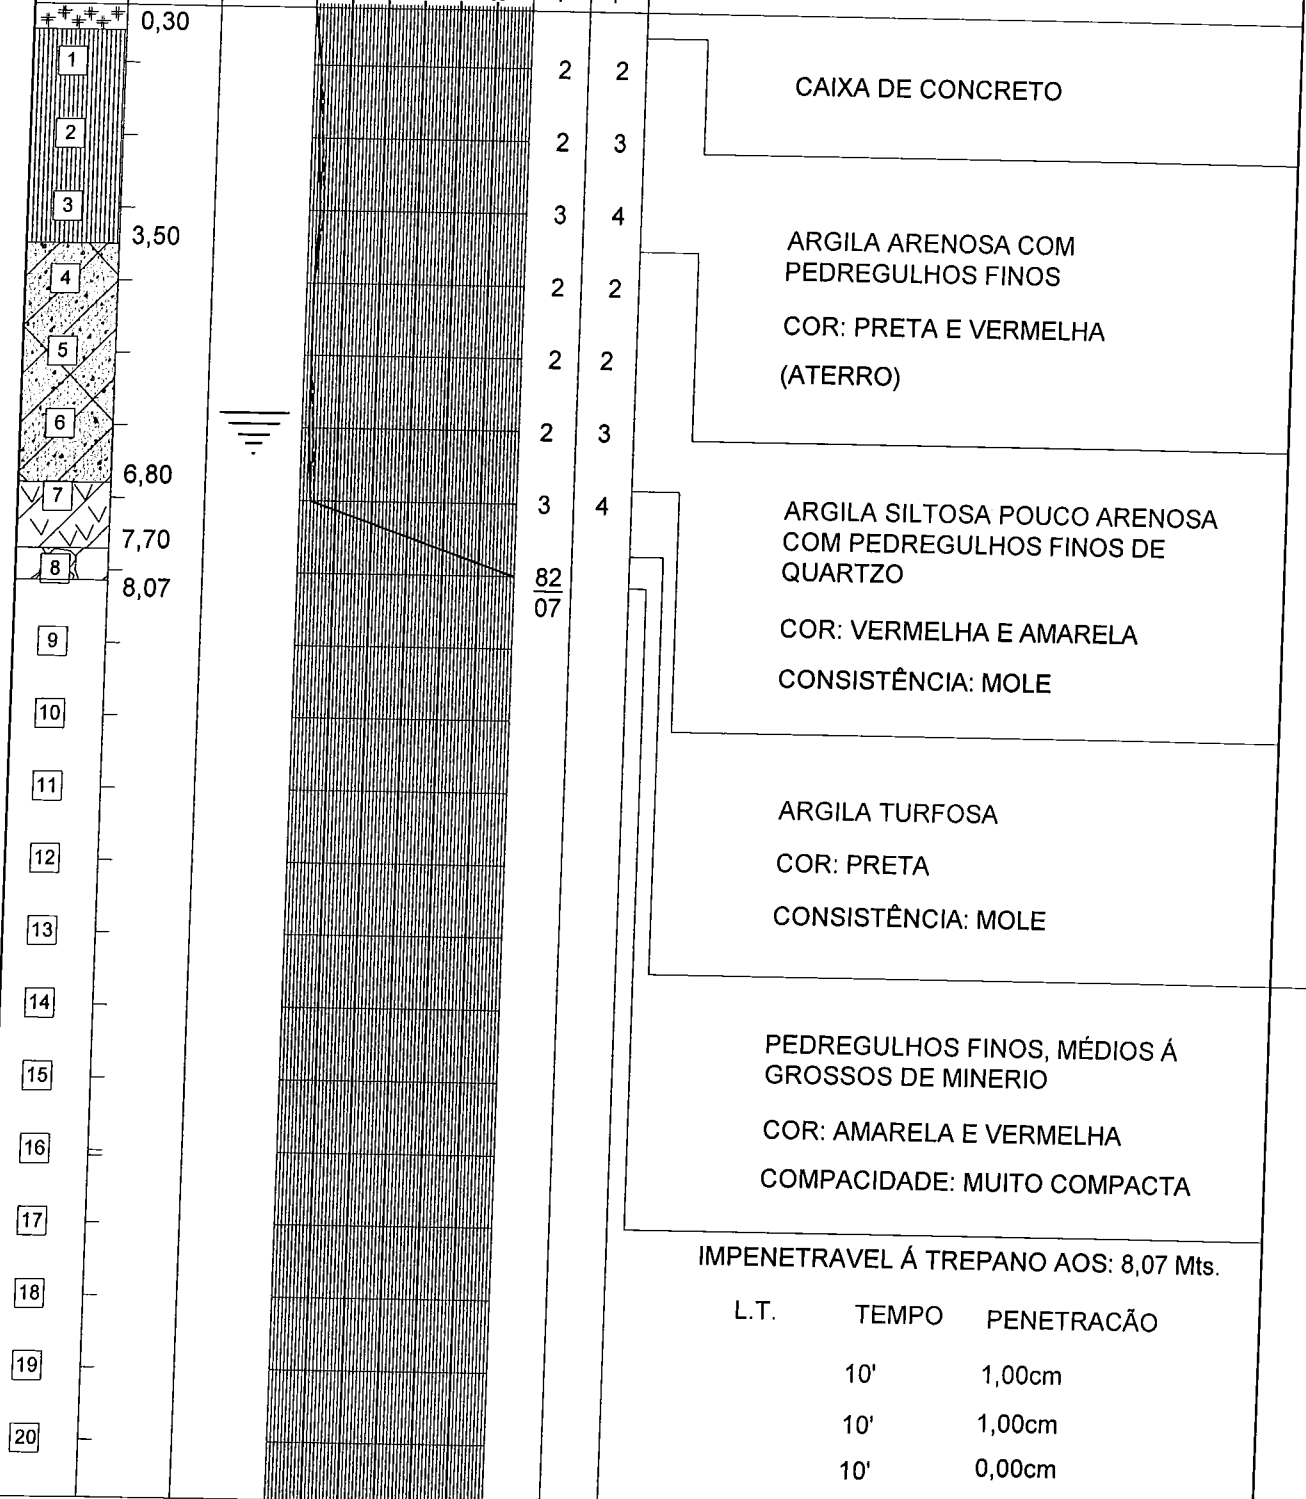 0,30
1
2 2
CAIXA DE CONCRETO
2
2 3
3
3 4
3,50
ARGILA ARENOSA COM
PEDREGULHOS FINOS
4
2 2
COR: PRETA E VERMELHA
5
2 2
(ATERRO)
6
2 3
6,80
7
3 4
ARGILA SILTOSA POUCO ARENOSA
COM PEDREGULHOS FINOS DE
QUARTZO
7,70
8
8,07
82
07
9
COR: VERMELHA E AMARELA
CONSISTÊNCIA: MOLE
10
11
ARGILA TURFOSA
12
COR: PRETA
13
CONSISTÊNCIA: MOLE
14
PEDREGULHOS FINOS, MÉDIOS Á
GROSSOS DE MINERIO
15
16
COR: AMARELA E VERMELHA
COMPACIDADE: MUITO COMPACTA
17
IMPENETRAVEL Á TREPANO AOS: 8,07 Mts.
18
L.T. TEMPO PENETRACÃO
19
10' 1,00cm
20
10' 1,00cm
10' 0,00cm